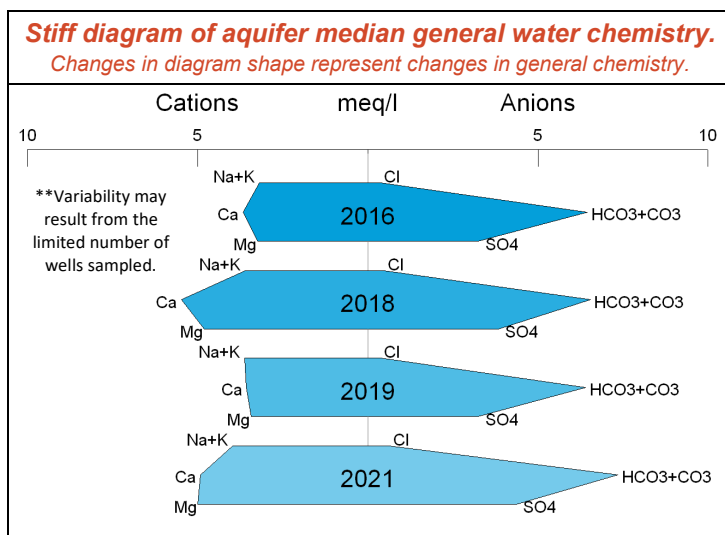 Stiff diagram of aquifer median general water chemistry.
Changes in diagram shape represent changes in general chemistry.
Cations meq/l Anions
10 5 5 10
**Variability may
result from the
limited number of
wells sampled.
Na+K Cl
Ca 2016 HCO3+CO3
Mg SO4
Na+K Cl
Ca 2018 HCO3+CO3
Mg SO4
Na+K Cl
Ca 2019 HCO3+CO3
Mg SO4
Na+K Cl
Ca 2021 HCO3+CO3
Mg SO4